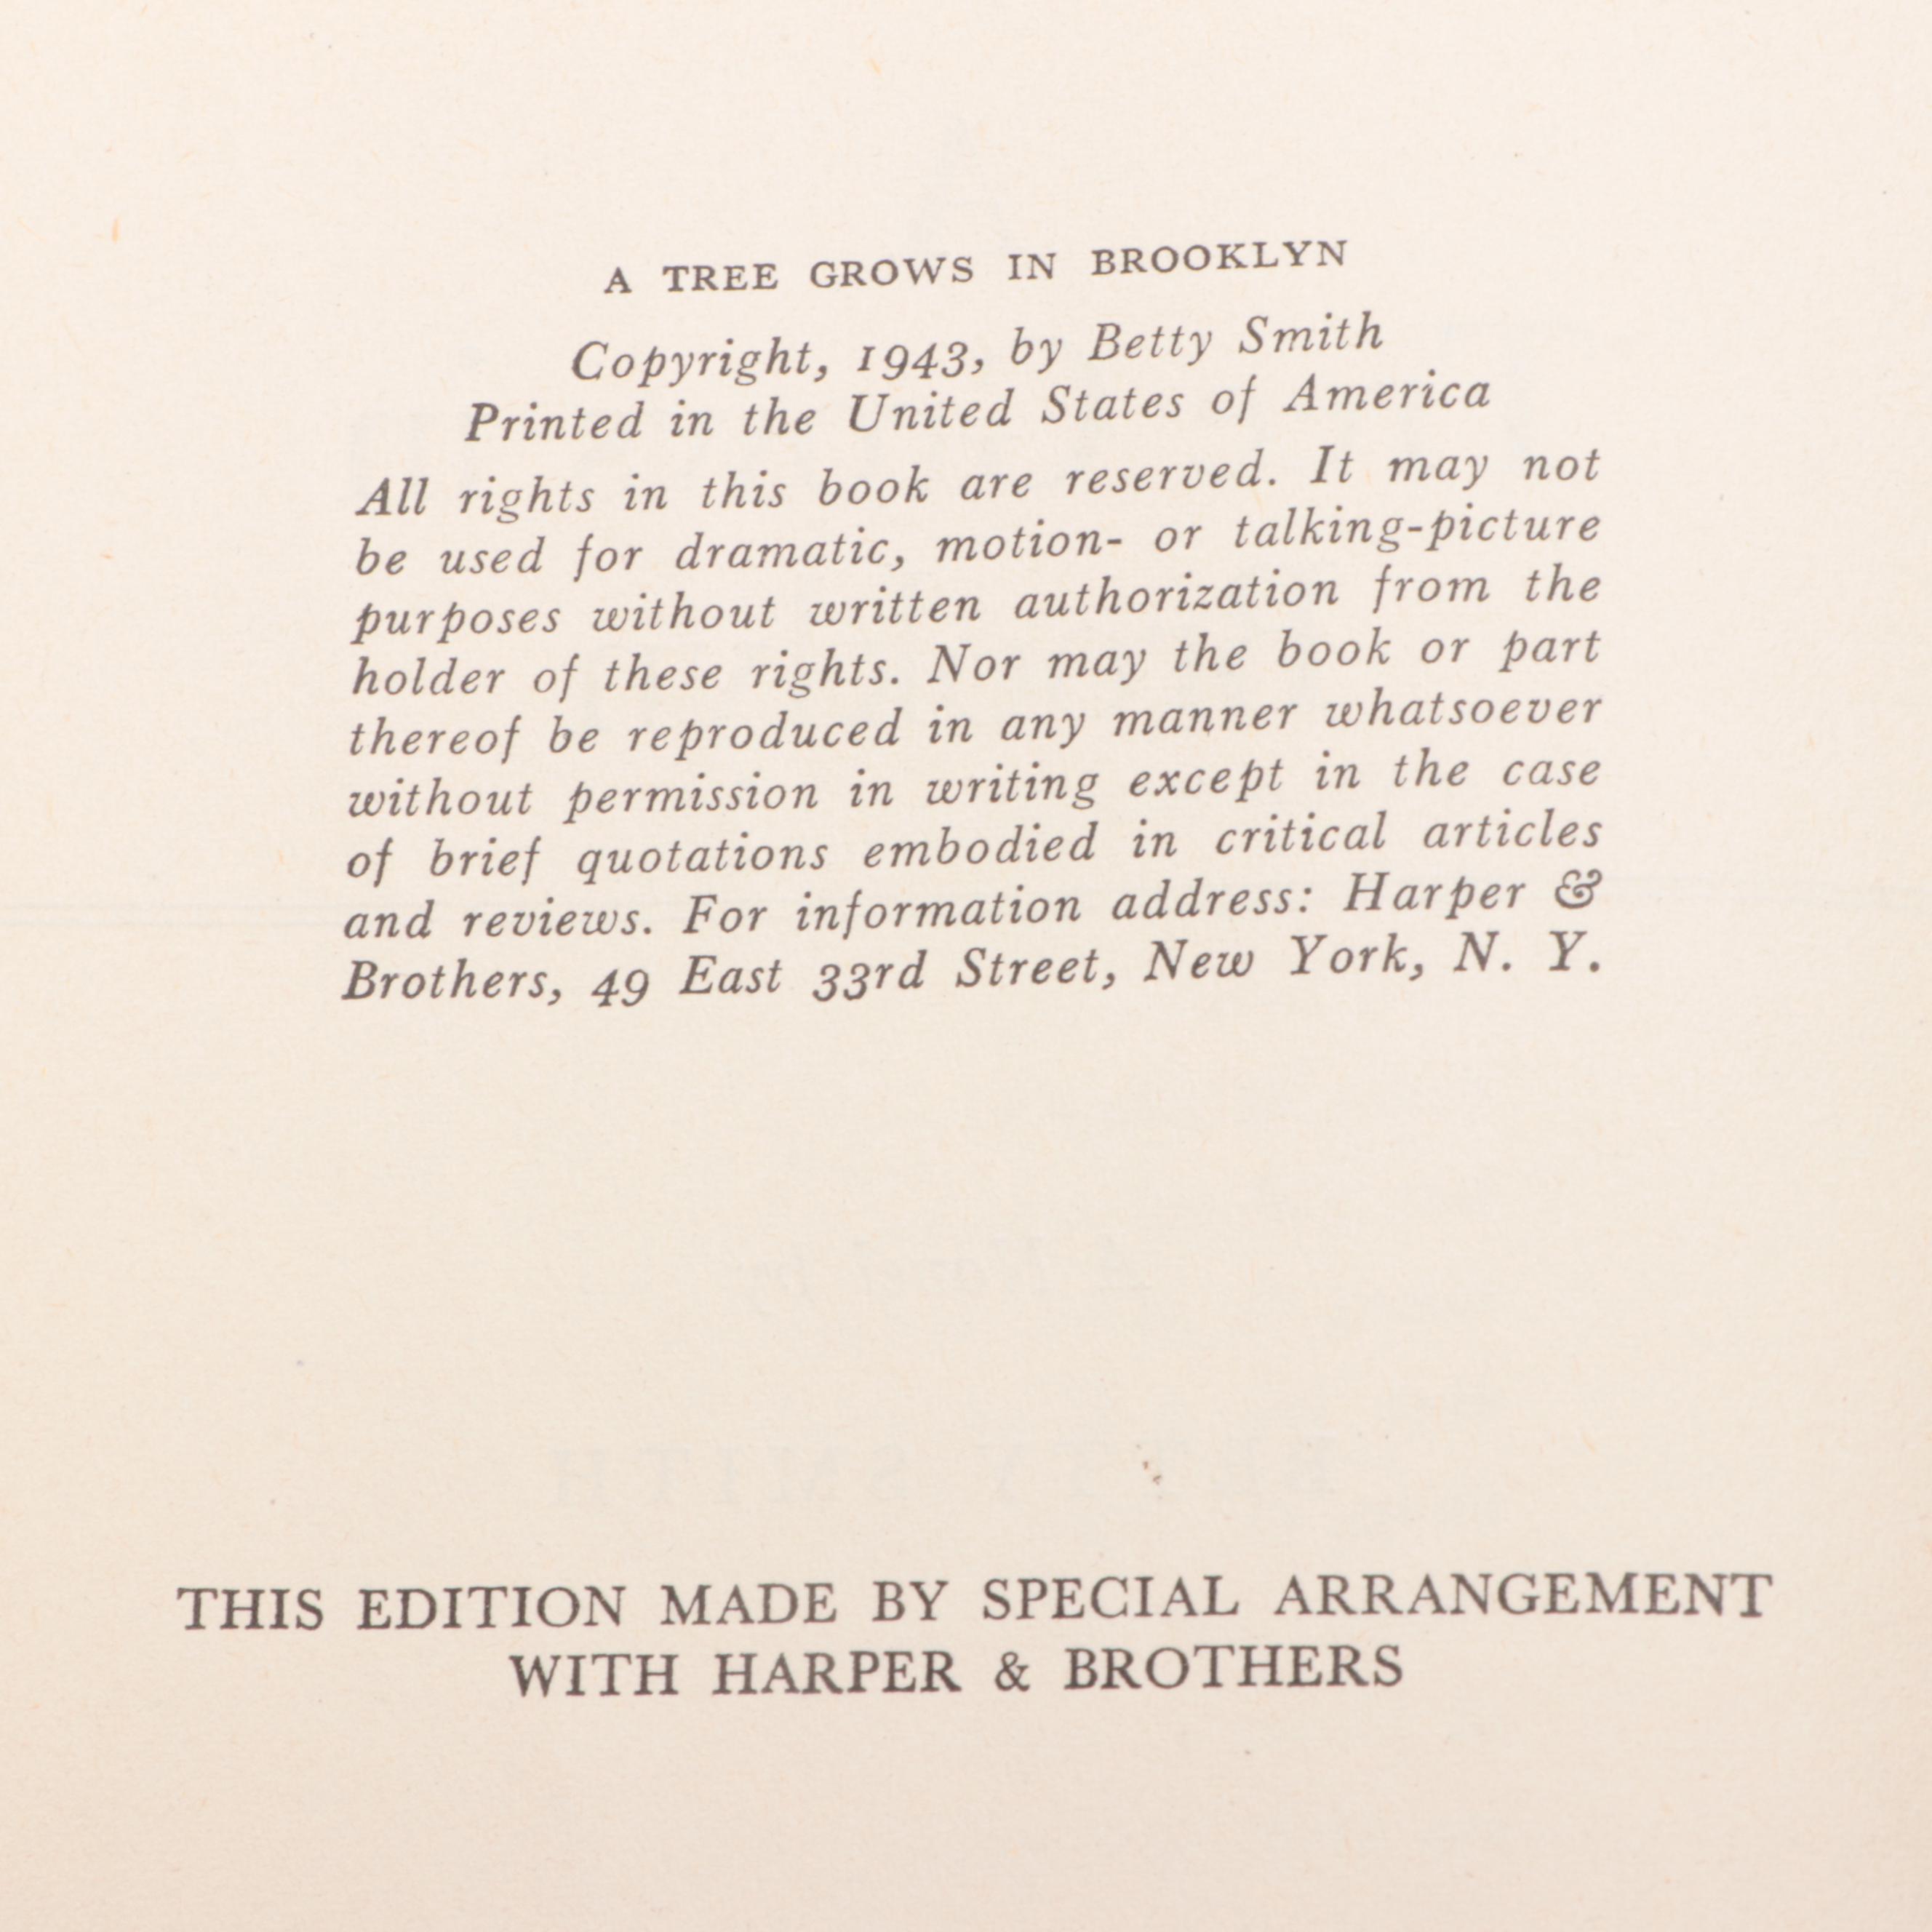 A TREE GROWS IN BROOKLYN
Copyright, 1943, by Betty Smith
Printed in the United States of America
All rights in this book are reserved. It may not
be used for dramatic, motion- or talking-picture
purposes without written authorization from the
holder of these rights. Nor may the book or part
thereof be reproduced in any manner whatsoever
without permission in writing except in the case
of brief quotations embodied in critical articles
and reviews. For information address: Harper &
Brothers, 49 East 33rd Street, New York, N. Y.
THIS EDITION MADE BY SPECIAL ARRANGEMENT
WITH HARPER & BROTHERS